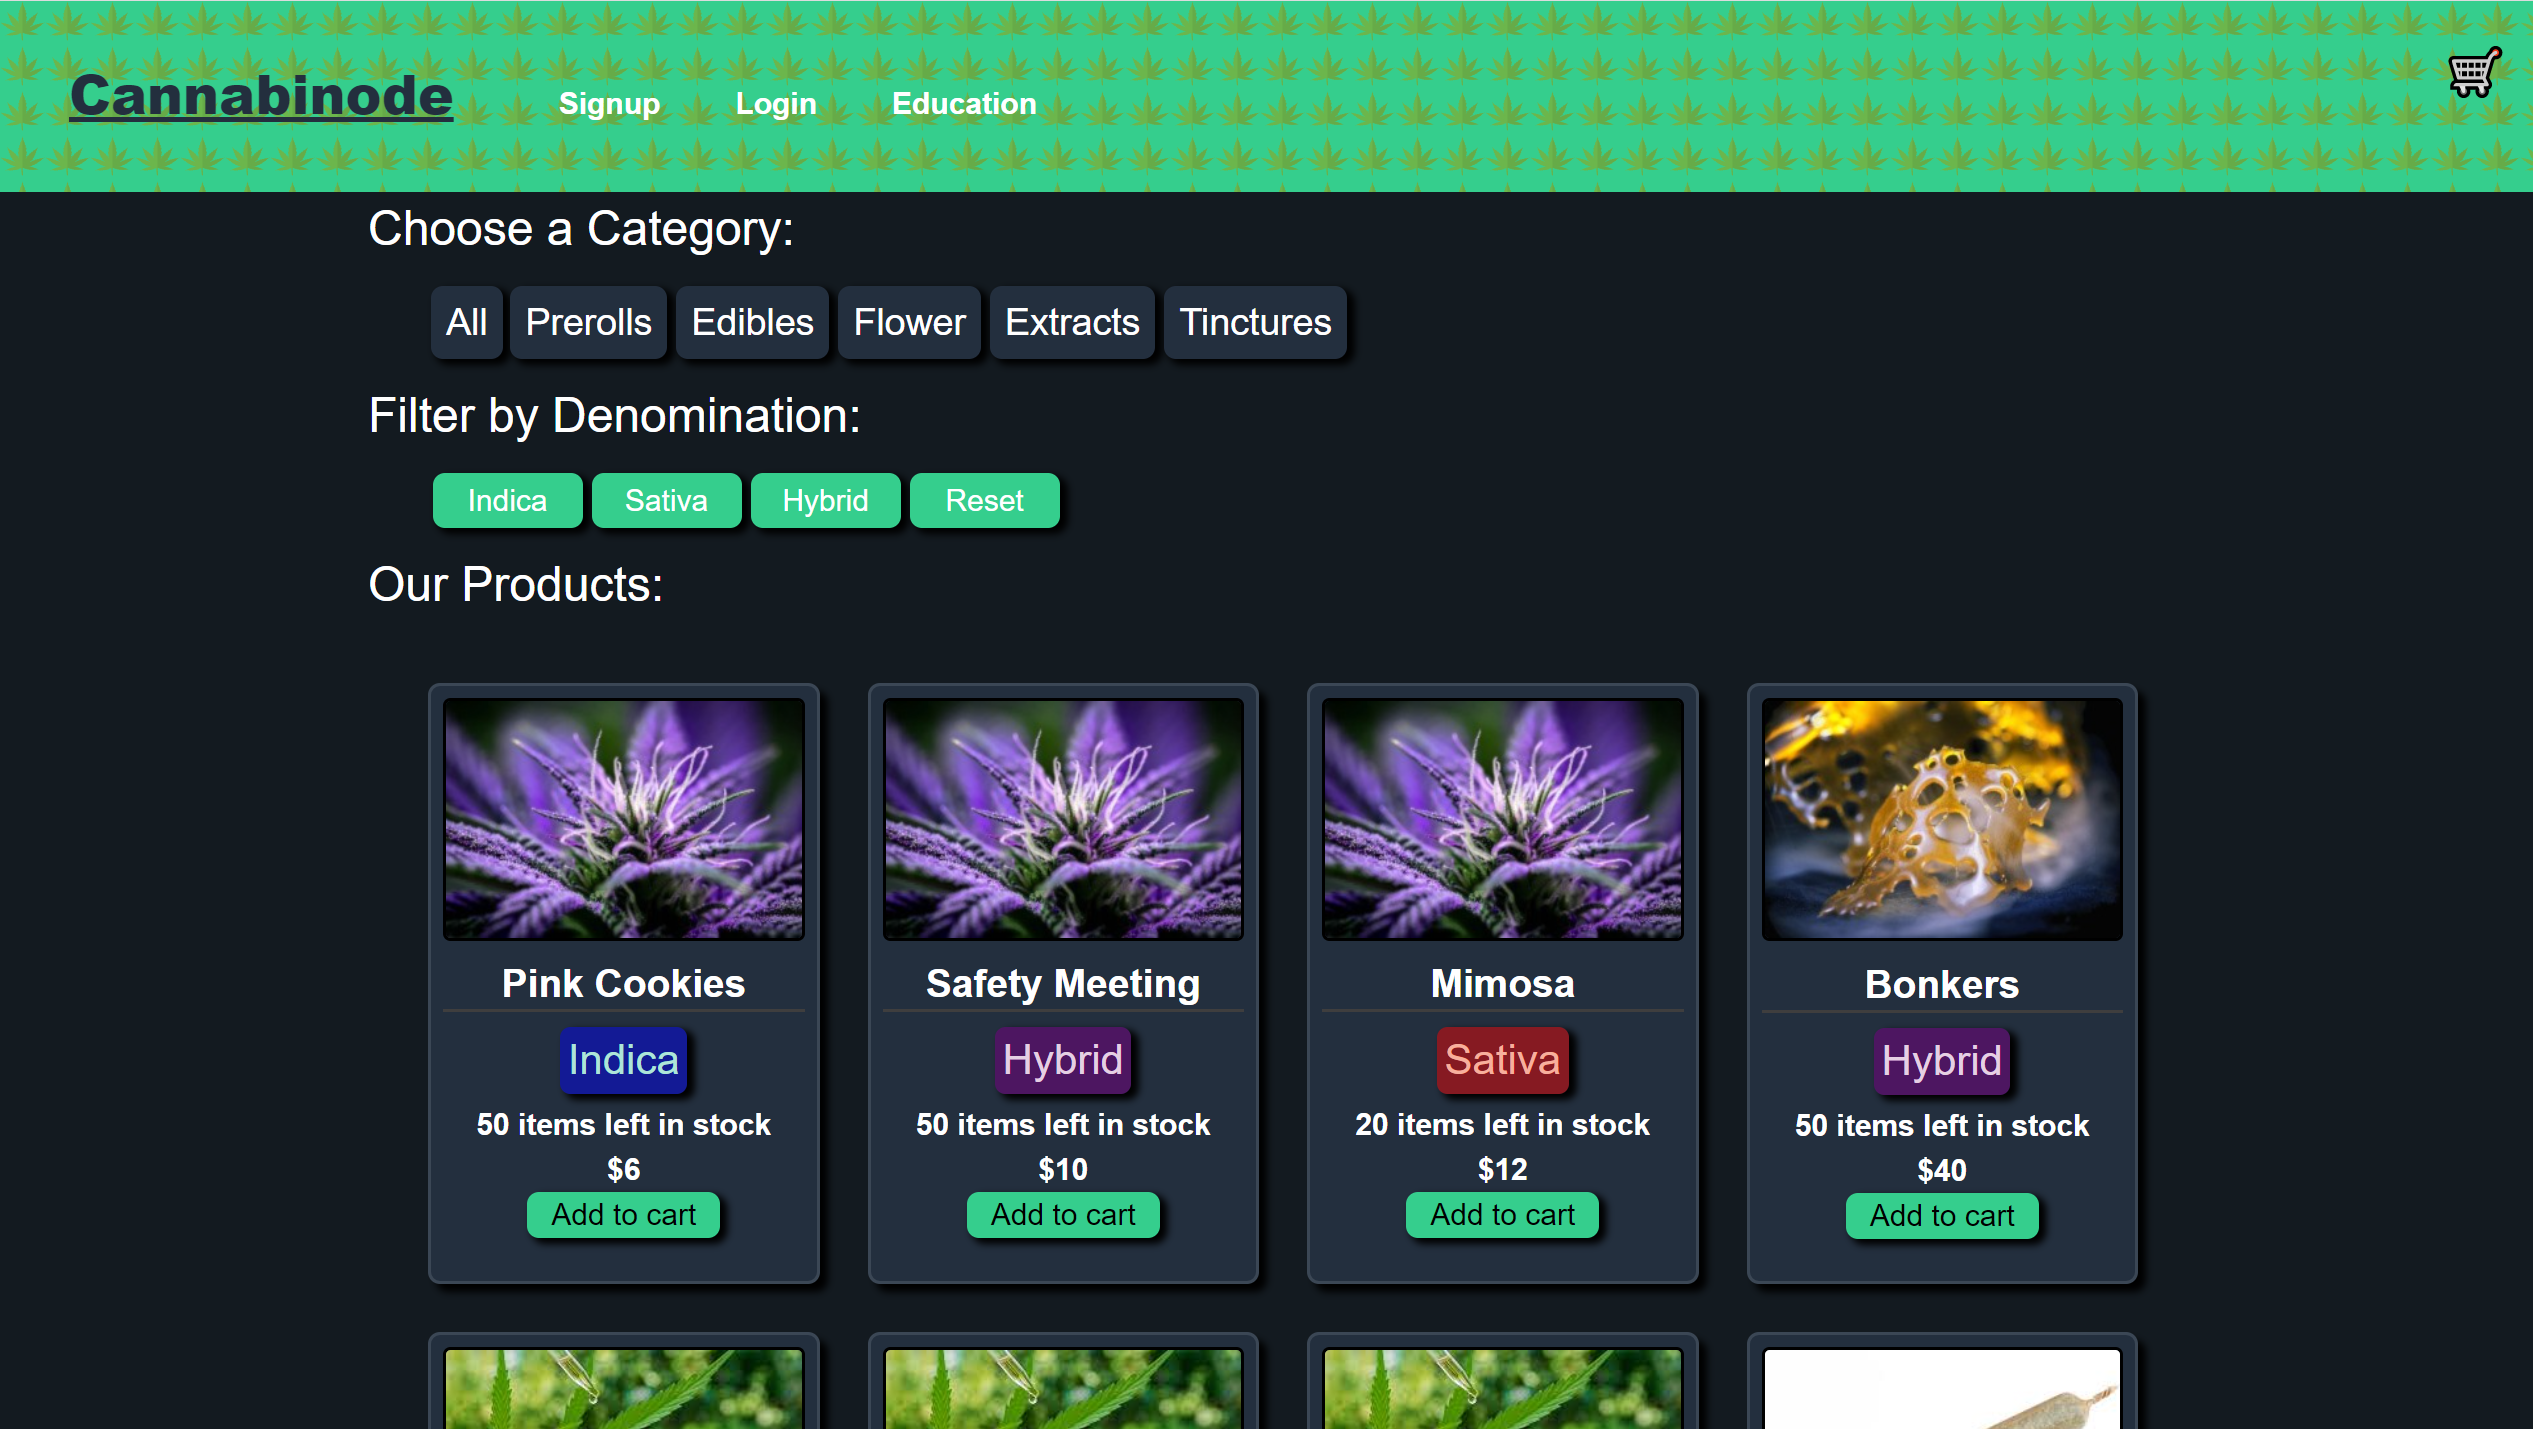 Cannabinode
Signup Login Education
Choose a Category:
All Prerolls Edibles Flower Extracts Tinctures
Filter by Denomination:
Indica Sativa Hybrid Reset
Our Products:
Pink Cookies Safety Meeting Mimosa Bonkers
Indica Hybrid Sativa Hybrid
50 items left in stock 50 items left in stock 20 items left in stock 50 items left in stock
$6 $10 $12 $40
Add to cart Add to cart Add to cart Add to cart